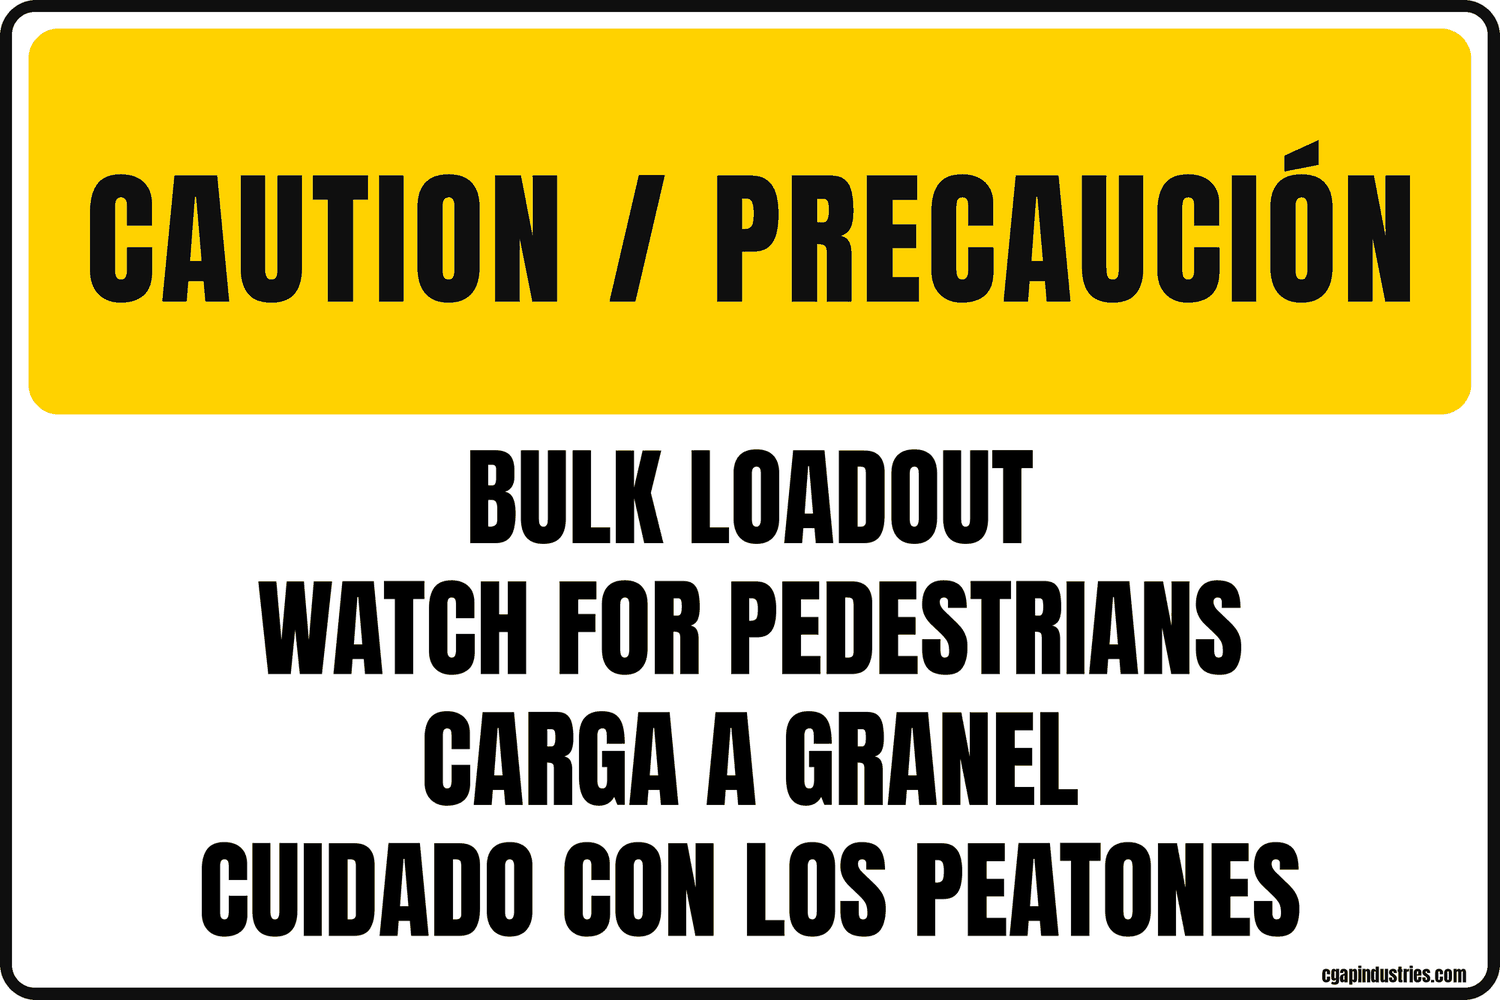 CAUTION / PRECAUCIÓN
BULK LOADOUT
WATCH FOR PEDESTRIANS
CARGA A GRANEL
CUIDADO CON LOS PEATONES
cgapindustries.com